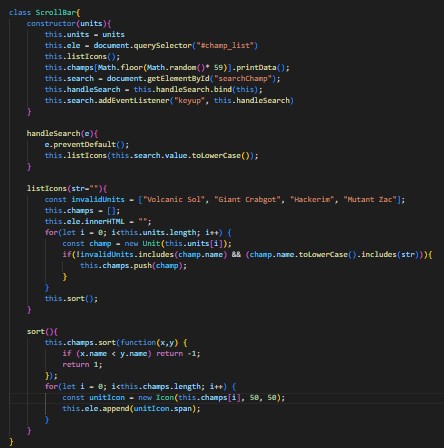 class ScrollBar{
    constructor(units){
        this.units = units
        this.ele = document.querySelector("#champ_list")
        this.listIcons();
        this.champs[Math.floor(Math.random()* 59)].printData();
        this.search = document.getElementById("searchChamp");
        this.handleSearch = this.handleSearch.bind(this);
        this.search.addEventListener("keyup", this.handleSearch)
    }
    handleSearch(e){
        e.preventDefault();
        this.listIcons(this.search.value.toLowerCase());
    }
    listIcons(str=""){
        const invalidUnits = ["Volcanic Sol", "Giant Crabgot", "Hackerim", "Mutant Zac"];
        this.champs = [];
        this.ele.innerHTML = "";
        for(let i = 0; i<this.units.length; i++) {
            const champ = new Unit(this.units[i]);
            if(!invalidUnits.includes(champ.name) && (champ.name.toLowerCase().includes(str))){
                this.champs.push(champ);
            }
        }
        this.sort();
    }
    sort(){
        this.champs.sort(function(x,y) {
            if (x.name < y.name) return -1;
            return 1;
        });
        for(let i = 0; i<this.champs.length; i++) {
            const unitIcon = new Icon(this.champs[i], 50, 50);
            this.ele.append(unitIcon.span);
        }
    }
}